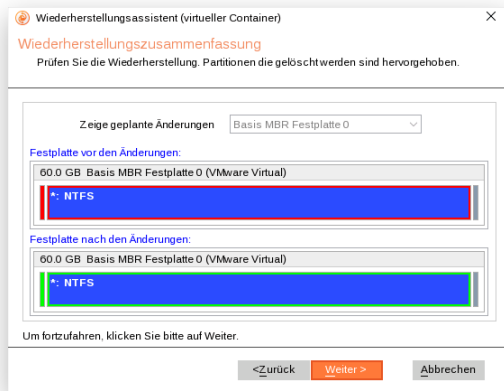 Wiederherstellungsassistent (virtueller Container)
Wiederherstellungszusammenfassung
Prüfen Sie die Wiederherstellung. Partitionen die gelöscht werden sind hervorgehoben.
Zeige geplante Änderungen Basis MBR Festplatte 0
Festplatte vor den Änderungen:
60.0 GB Basis MBR Festplatte 0 (VMware Virtual)
*: NTFS
Festplatte nach den Änderungen:
60.0 GB Basis MBR Festplatte 0 (VMware Virtual)
*: NTFS
Um fortzufahren, klicken Sie bitte auf Weiter.
<Zurück Weiter > Abbrechen